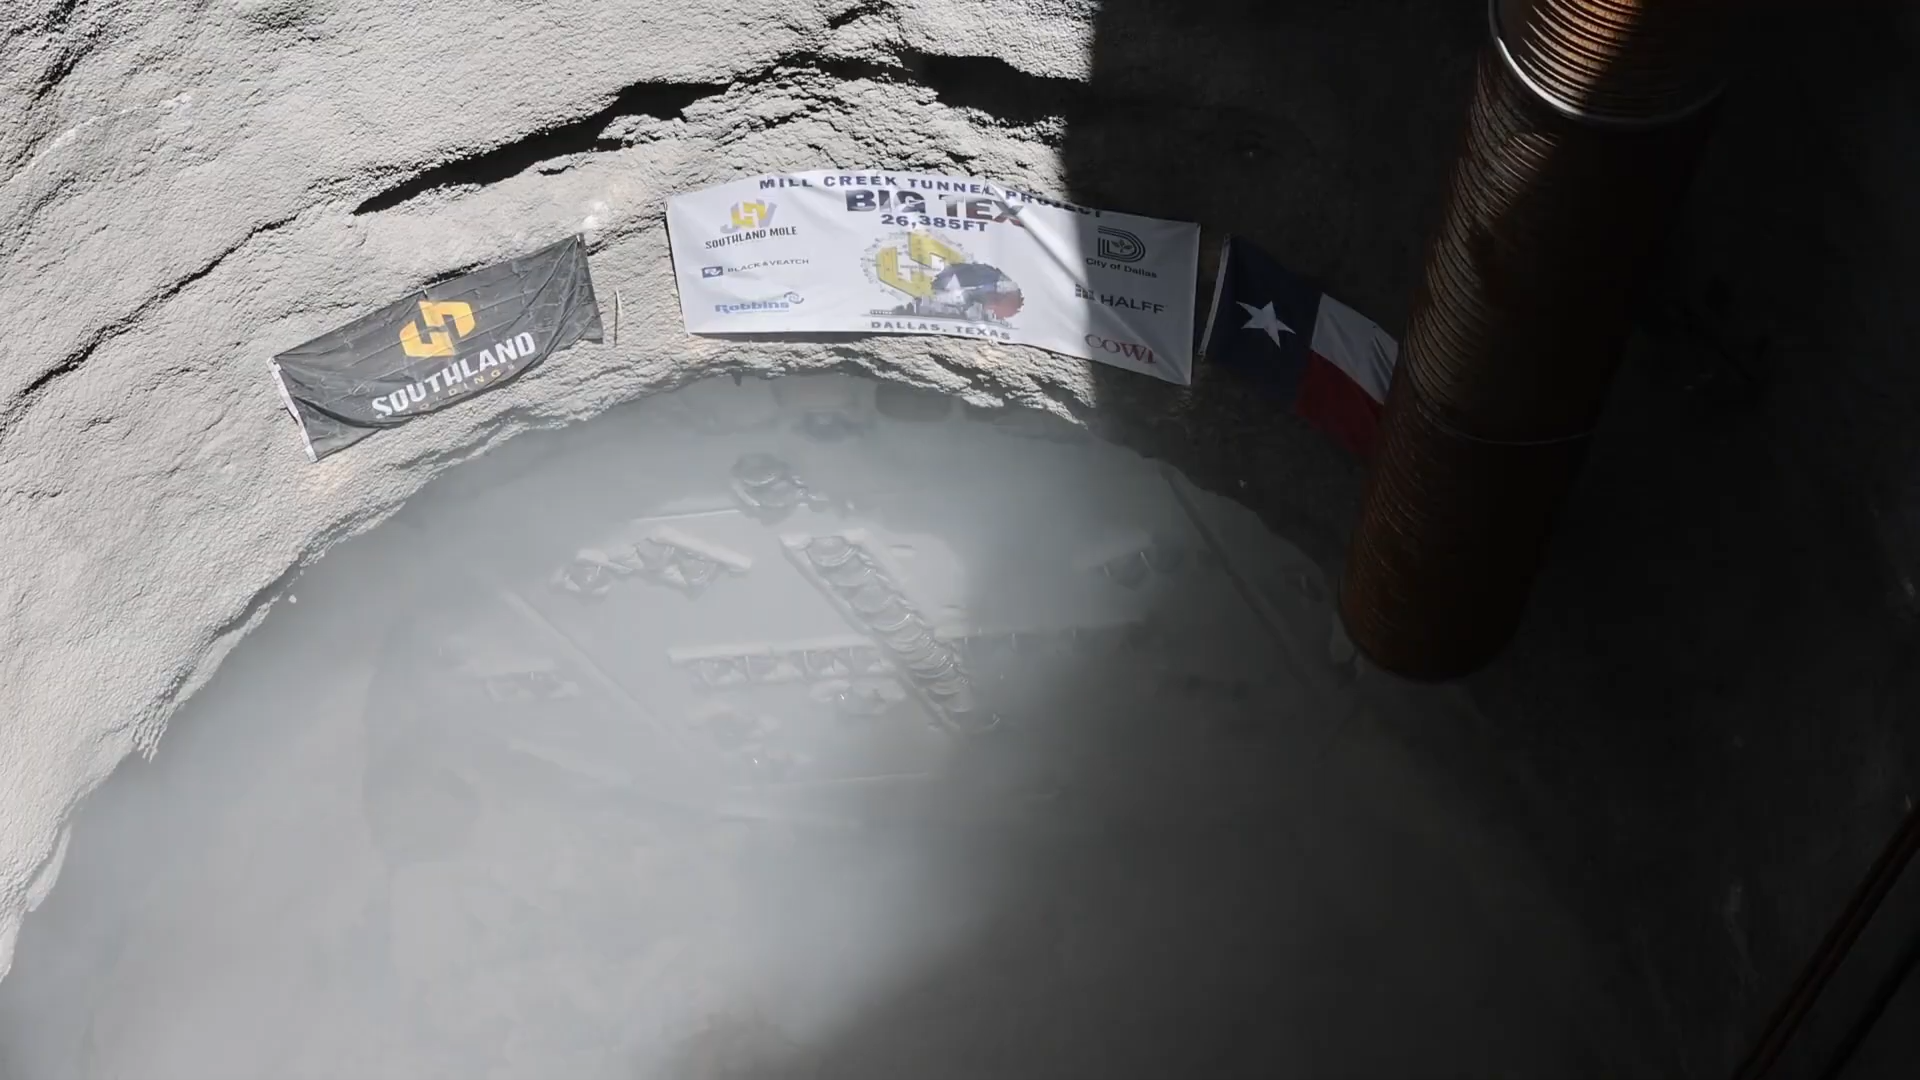 SOUTHLAND
HOLDINGS
MILL CREEK TUNNEL PROJECT
BIG TEX
26,385FT
SOUTHLAND MOLE
BLACK & VEATCH
Robbins
DALLAS, TEXAS
City of Dallas
HALFF
COWI